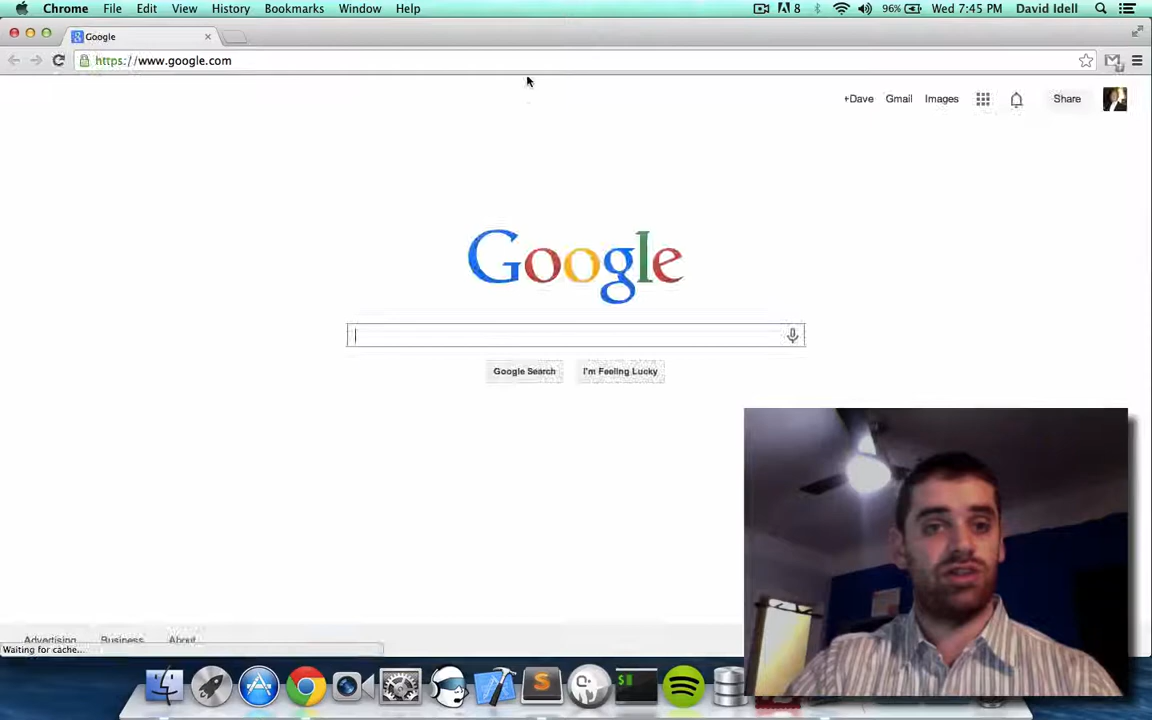 Chrome File Edit View History Bookmarks Window Help 8 96% Wed 7:45 PM David Idell
Google
https://www.google.com
+Dave Gmail Images Share
Google
Google Search I'm Feeling Lucky
Advertising Business About
Waiting for cache...